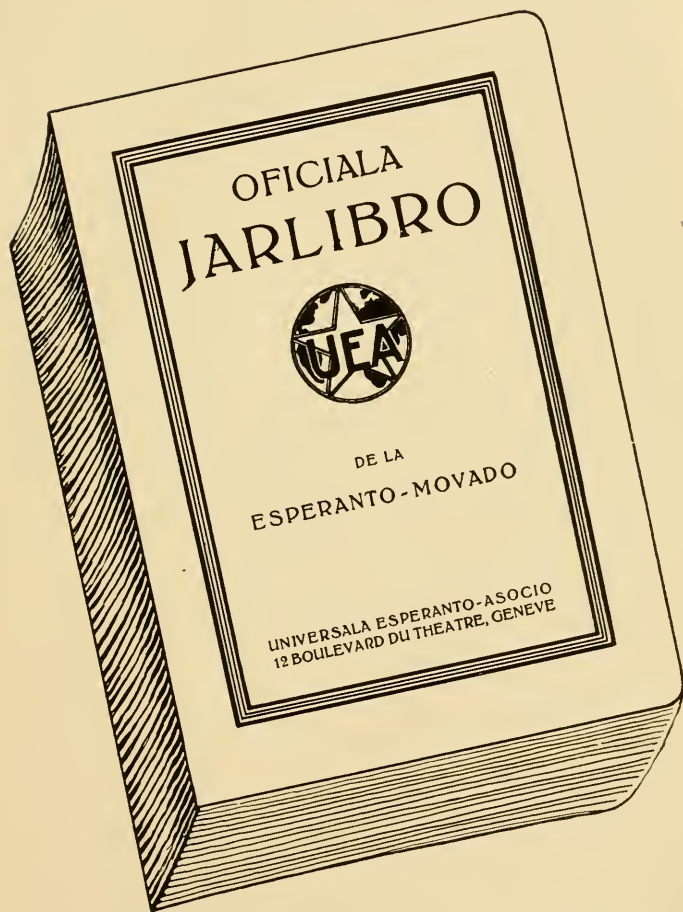 OFICIALA
JARLIBRO
UEA
DE LA
ESPERANTO-MOVADO
UNIVERSALA ESPERANTO-ASOCIO
12 BOULEVARD DU THEATRE, GENEVE